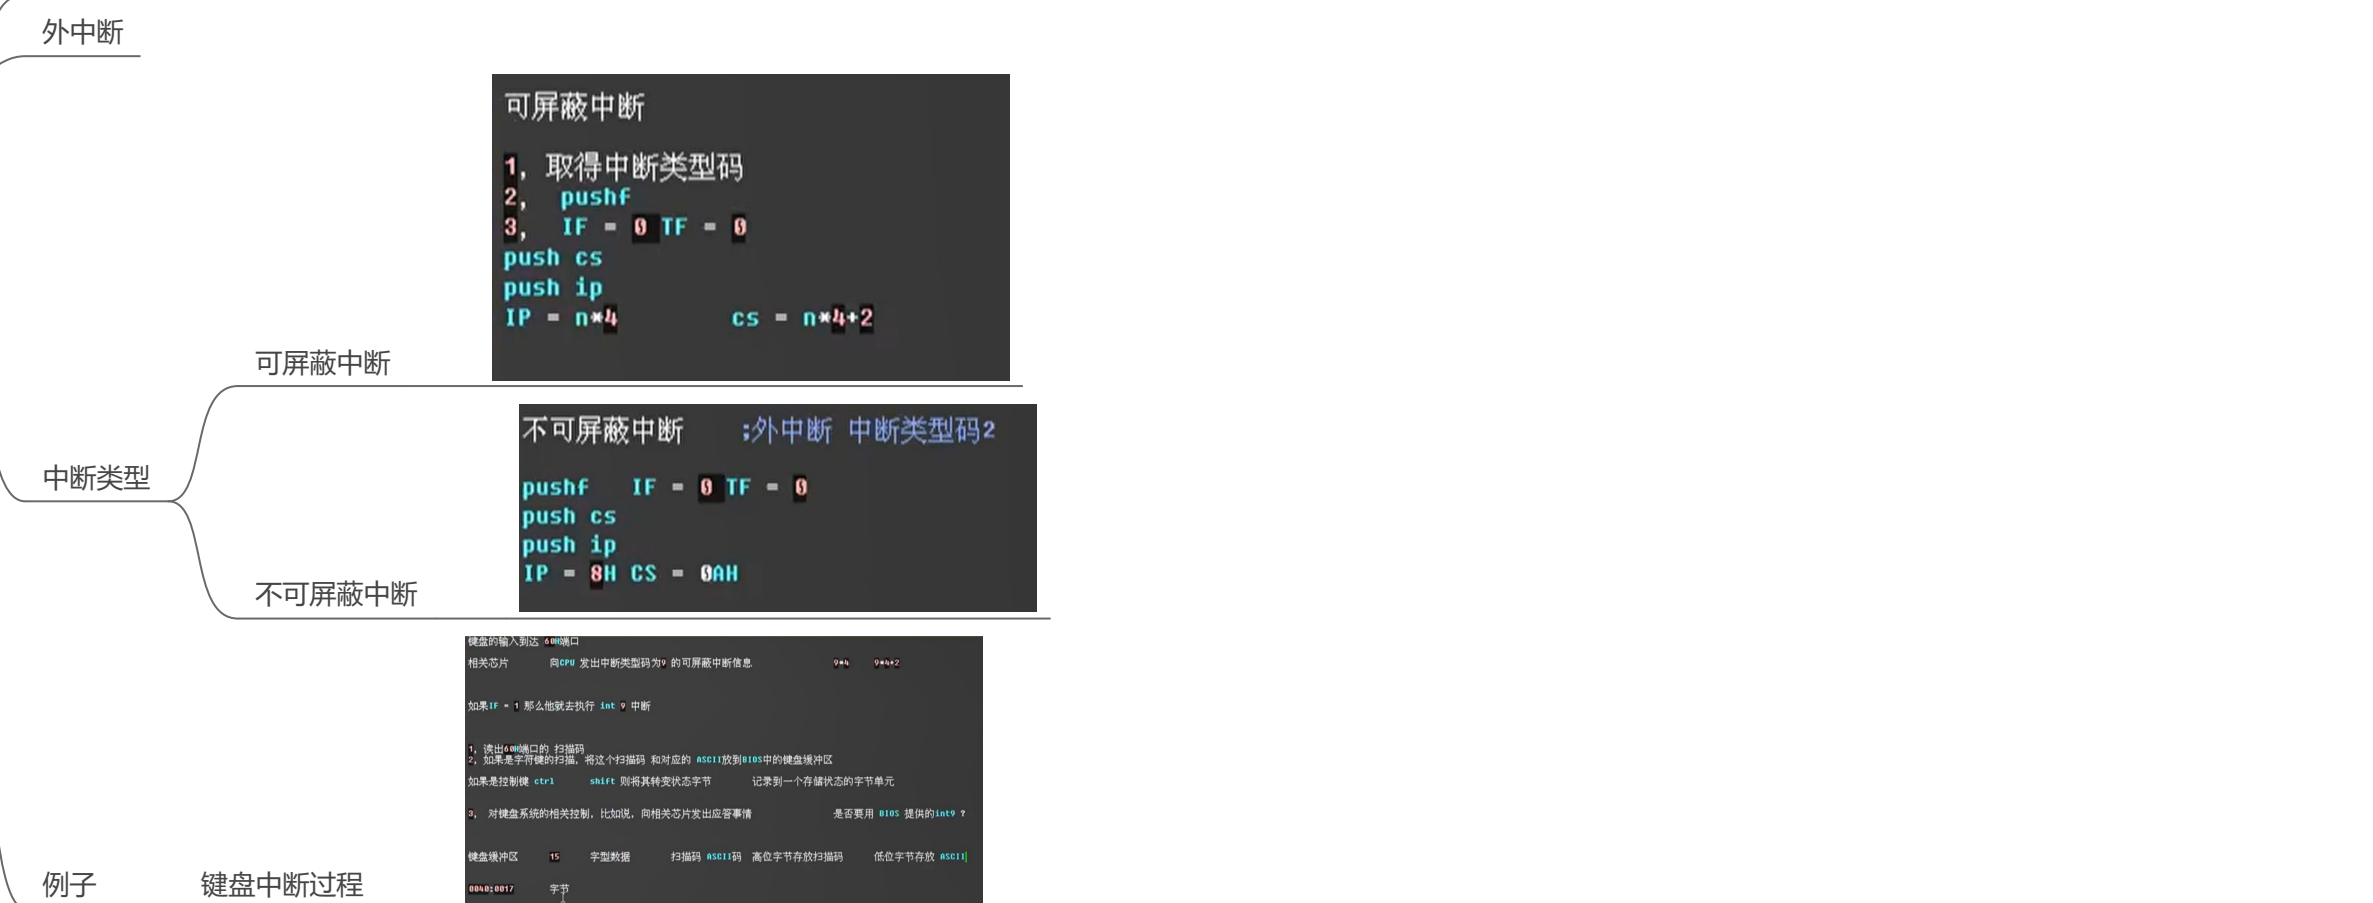 外中断
可屏蔽中断
1, 取得中断类型码
2, pushf
3, IF = 0 TF = 0
push cs
push ip
IP = n*4 cs = n*4+2
可屏蔽中断
不可屏蔽中断 ;外中断 中断类型码2
pushf IF = 0 TF = 0
push cs
push ip
IP = 8H CS = 0AH
中断类型
不可屏蔽中断
键盘的输入到达 60H端口
相关芯片 向CPU 发出中断类型码为9 的可屏蔽中断信息 9*4 9*4+2
如果IF = 1 那么他就去执行 int 9 中断
1, 读出60H端口的 扫描码
2, 如果是字符键的扫描, 将这个扫描码 和对应的 ASCII放到BIOS中的键盘缓冲区
如果是控制键 ctrl shift 则将其转变状态字节 记录到一个存储状态的字节单元
3, 对键盘系统的相关控制, 比如说, 向相关芯片发出应答事情 是否要用 BIOS 提供的int9 ?
键盘缓冲区 15 字型数据 扫描码 ASCII码 高位字节存放扫描码 低位字节存放 ASCII
0040:0017 字节
例子
键盘中断过程